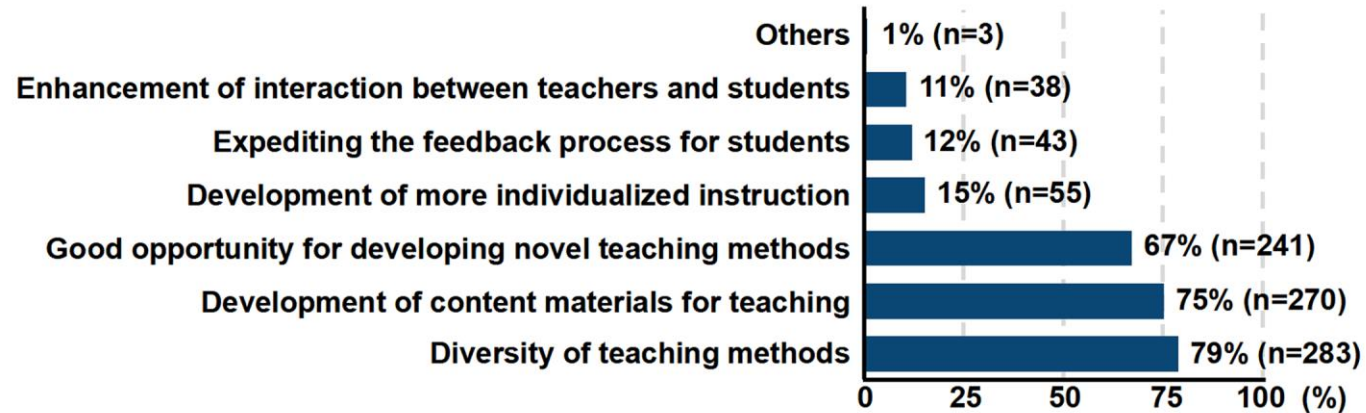 Others 1% (n=3)
Enhancement of interaction between teachers and students 11% (n=38)
Expediting the feedback process for students 12% (n=43)
Development of more individualized instruction 15% (n=55)
Good opportunity for developing novel teaching methods 67% (n=241)
Development of content materials for teaching 75% (n=270)
Diversity of teaching methods 79% (n=283)
0 25 50 75 100 (%)